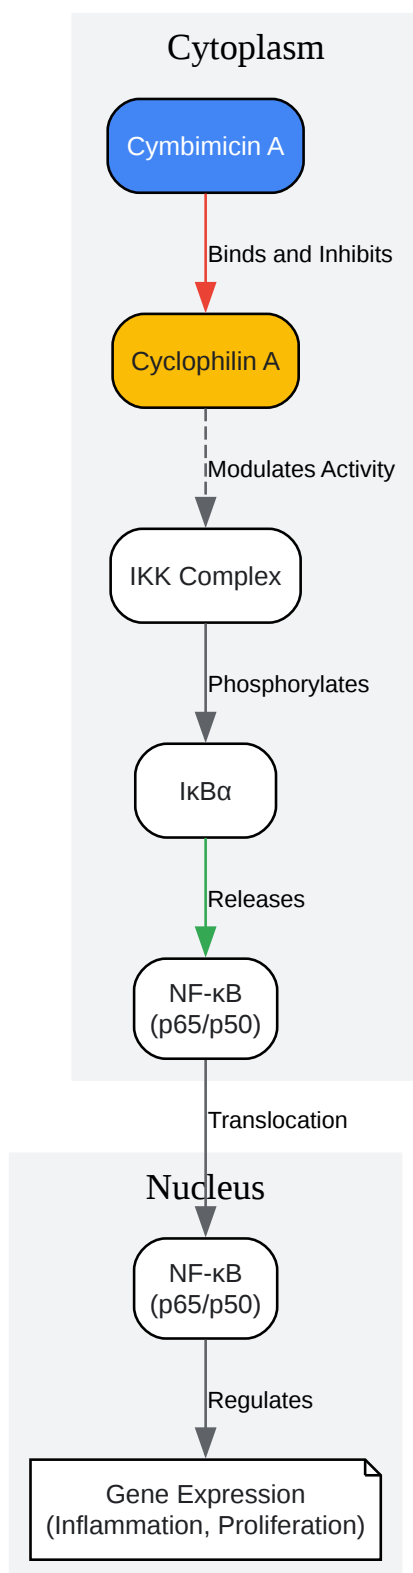 Cytoplasm
Cymbimicin A
Binds and Inhibits
Cyclophilin A
Modulates Activity
IKK Complex
Phosphorylates
IκBα
Releases
NF-κB
(p65/p50)
Translocation
Nucleus
NF-κB
(p65/p50)
Regulates
Gene Expression
(Inflammation, Proliferation)